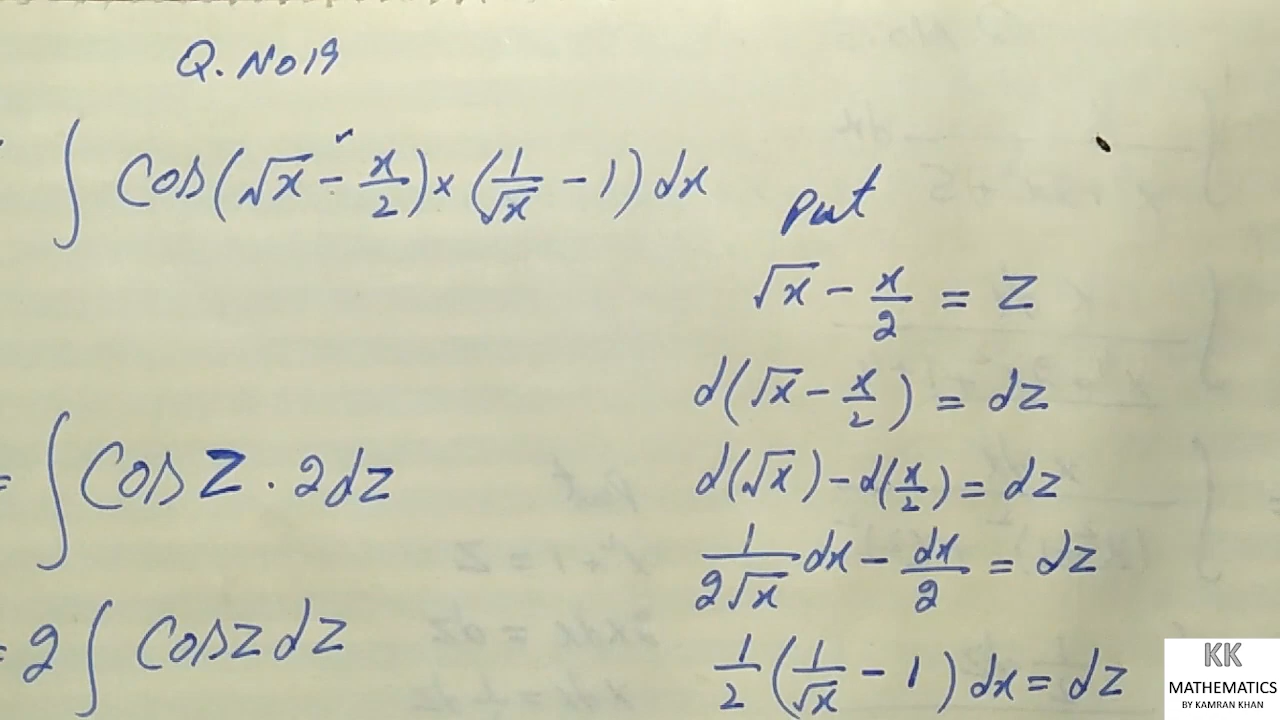 Q. No 19
∫ Cos(√x - x/2) × (1/√x - 1) dx
put
√x - x/2 = Z
d(√x - x/2) = dz
d(√x) - d(x/2) = dz
1/2√x dx - dx/2 = dz
1/2 (1/√x - 1) dx = dz
= ∫ Cos Z . 2dz
= 2 ∫ Cos z dz
KK
MATHEMATICS
BY KAMRAN KHAN